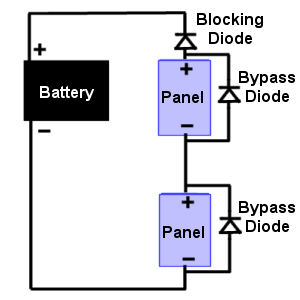 Blocking
Diode
+
+
Battery
Panel
Bypass
Diode
−
−
+
Panel
Bypass
Diode
−